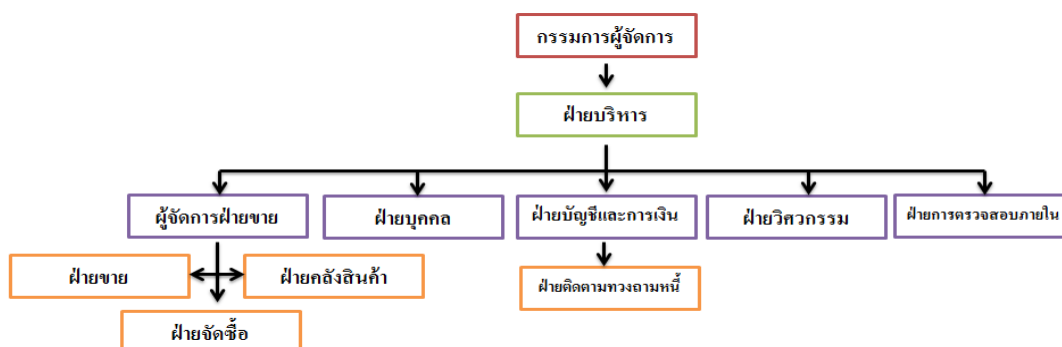 กรรมการผู้จัดการ
ฝ่ายบริหาร
ผู้จัดการฝ่ายขาย
ฝ่ายบุคคล
ฝ่ายบัญชีและการเงิน
ฝ่ายวิศวกรรม
ฝ่ายการตรวจสอบภายใน
ฝ่ายขาย
ฝ่ายคลังสินค้า
ฝ่ายติดตามทวงถามหนี้
ฝ่ายจัดซื้อ